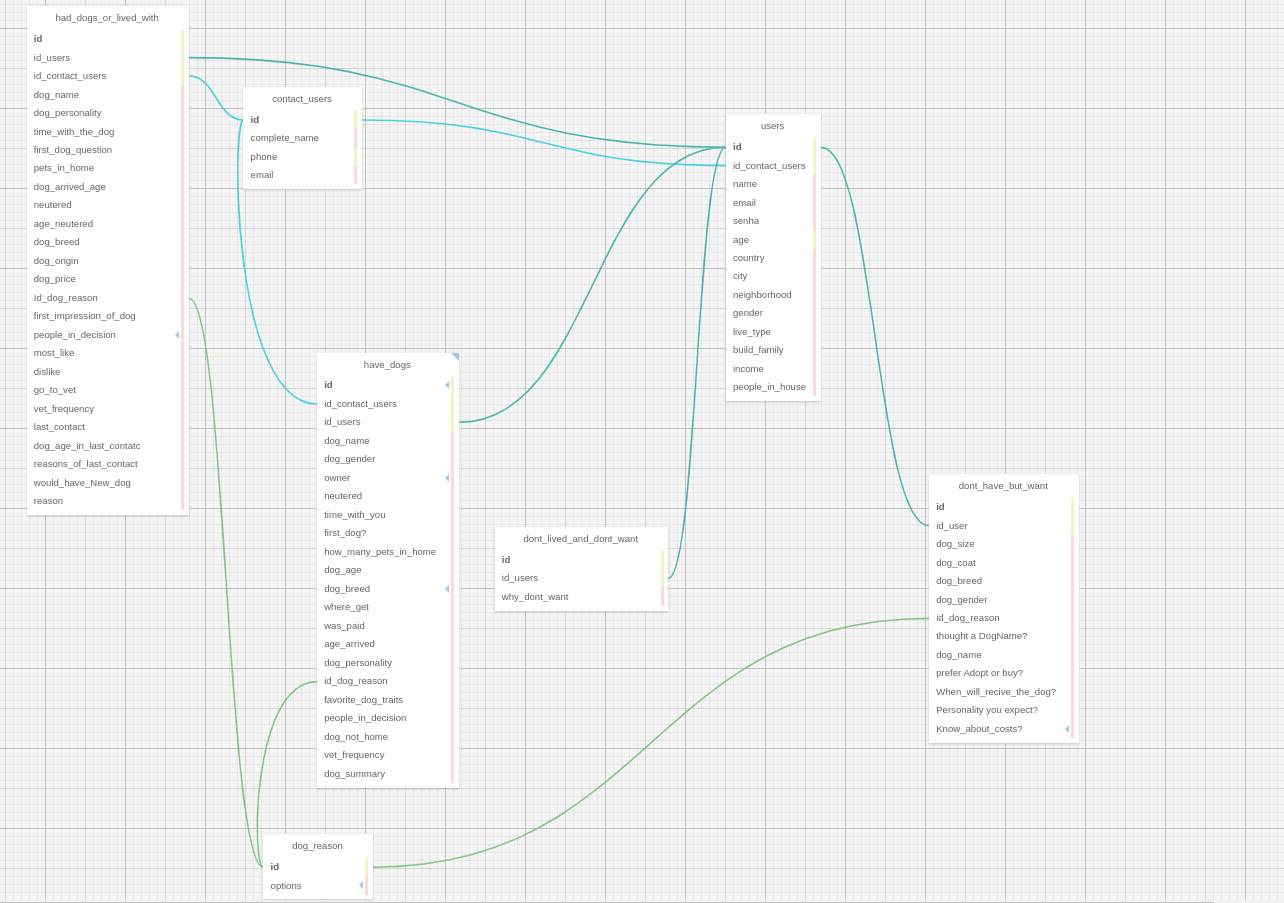 had_dogs_or_lived_with
id
id_users
id_contact_users
dog_name
dog_personality
time_with_the_dog
first_dog_question
pets_in_home
dog_arrived_age
neutered
age_neutered
dog_breed
dog_origin
dog_price
Id_dog_reason
first_impression_of_dog
people_in_decision
most_like
dislike
go_to_vet
vet_frequency
last_contact
dog_age_in_last_contatc
reasons_of_last_contact
would_have_New_dog
reason
contact_users
id
complete_name
phone
email
users
id
id_contact_users
name
email
senha
age
country
city
neighborhood
gender
live_type
build_family
income
people_in_house
have_dogs
id
id_contact_users
id_users
dog_name
dog_gender
owner
neutered
time_with_you
first_dog?
how_many_pets_in_home
dog_age
dog_breed
where_get
was_paid
age_arrived
dog_personality
id_dog_reason
favorite_dog_traits
people_in_decision
dog_not_home
vet_frequency
dog_summary
dont_lived_and_dont_want
id
id_users
why_dont_want
dont_have_but_want
id
id_user
dog_size
dog_coat
dog_breed
dog_gender
id_dog_reason
thought a DogName?
dog_name
prefer Adopt or buy?
When_will_recive_the_dog?
Personality you expect?
Know_about_costs?
dog_reason
id
options